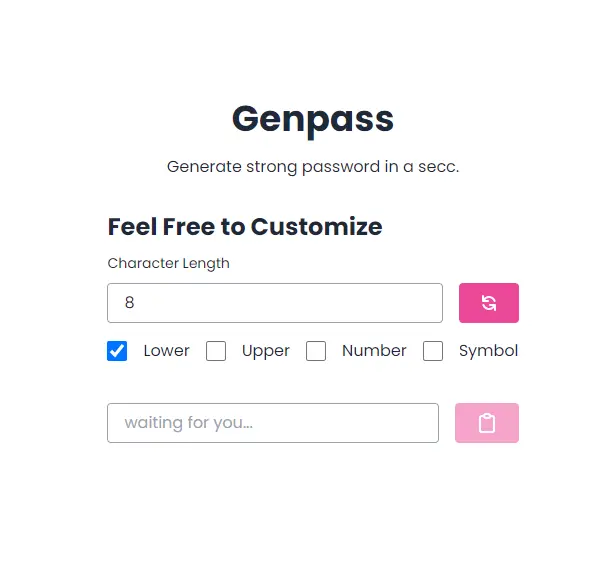 Genpass
Generate strong password in a secc.
Feel Free to Customize
Character Length
8
Lower Upper Number Symbol
waiting for you...